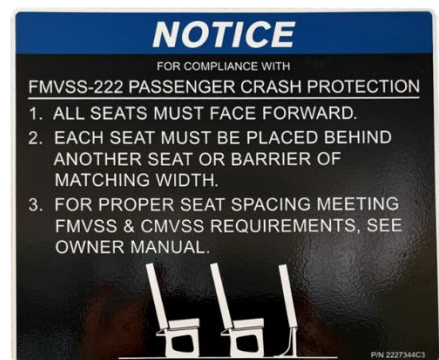 NOTICE
FOR COMPLIANCE WITH
FMVSS-222 PASSENGER CRASH PROTECTION
1. ALL SEATS MUST FACE FORWARD.
2. EACH SEAT MUST BE PLACED BEHIND
ANOTHER SEAT OR BARRIER OF
MATCHING WIDTH.
3. FOR PROPER SEAT SPACING MEETING
FMVSS & CMVSS REQUIREMENTS, SEE
OWNER MANUAL.
P/N 2227344C3